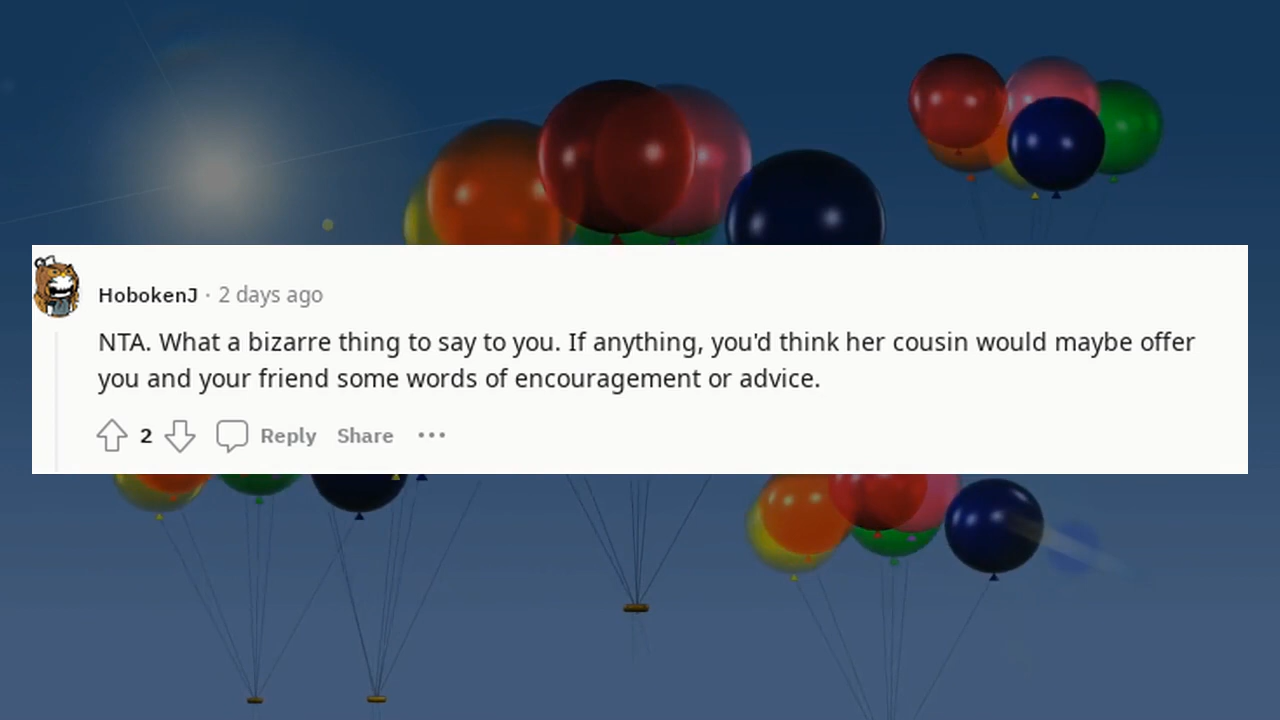 HobokenJ · 2 days ago
NTA. What a bizarre thing to say to you. If anything, you'd think her cousin would maybe offer
you and your friend some words of encouragement or advice.
2 Reply Share